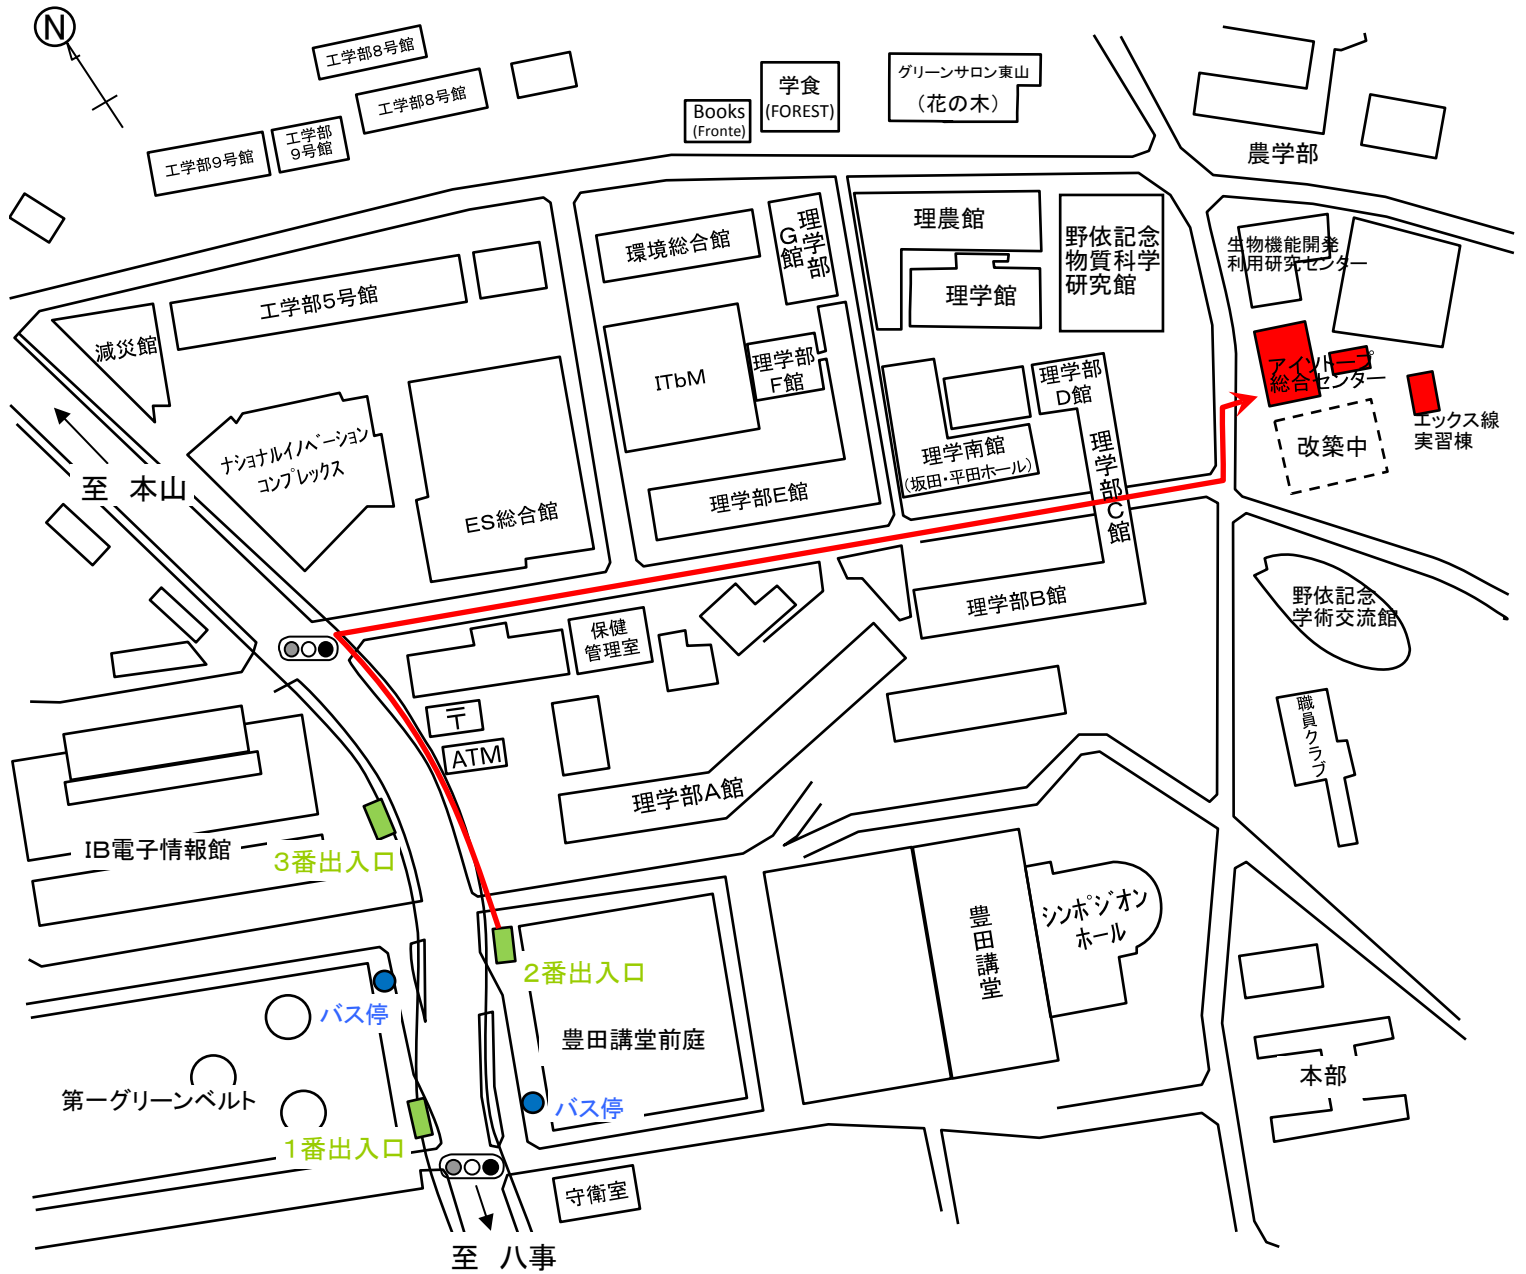 N
工学部8号館
工学部8号館
工学部
9号館
工学部9号館
Books
(Fronte)
学食
(FOREST)
グリーンサロン東山
（花の木）
農学部
環境総合館
理学部
G館
理農館
理学館
野依記念
物質科学
研究館
生物機能開発
利用研究センター
工学部5号館
減災館
ITbM
理学部
F館
理学部
D館
アイソトープ
総合センター
エックス線
実習棟
改築中
ナショナルイノベーション
コンプレックス
至 本山
ES総合館
理学部E館
理学南館
（坂田・平田ホール）
理学部C館
理学部B館
野依記念
学術交流館
保健
管理室
〒
ATM
理学部A館
職員クラブ
IB電子情報館
3番出入口
豊田講堂
シンポジオン
ホール
2番出入口
バス停
豊田講堂前庭
第一グリーンベルト
バス停
本部
1番出入口
守衛室
至 八事